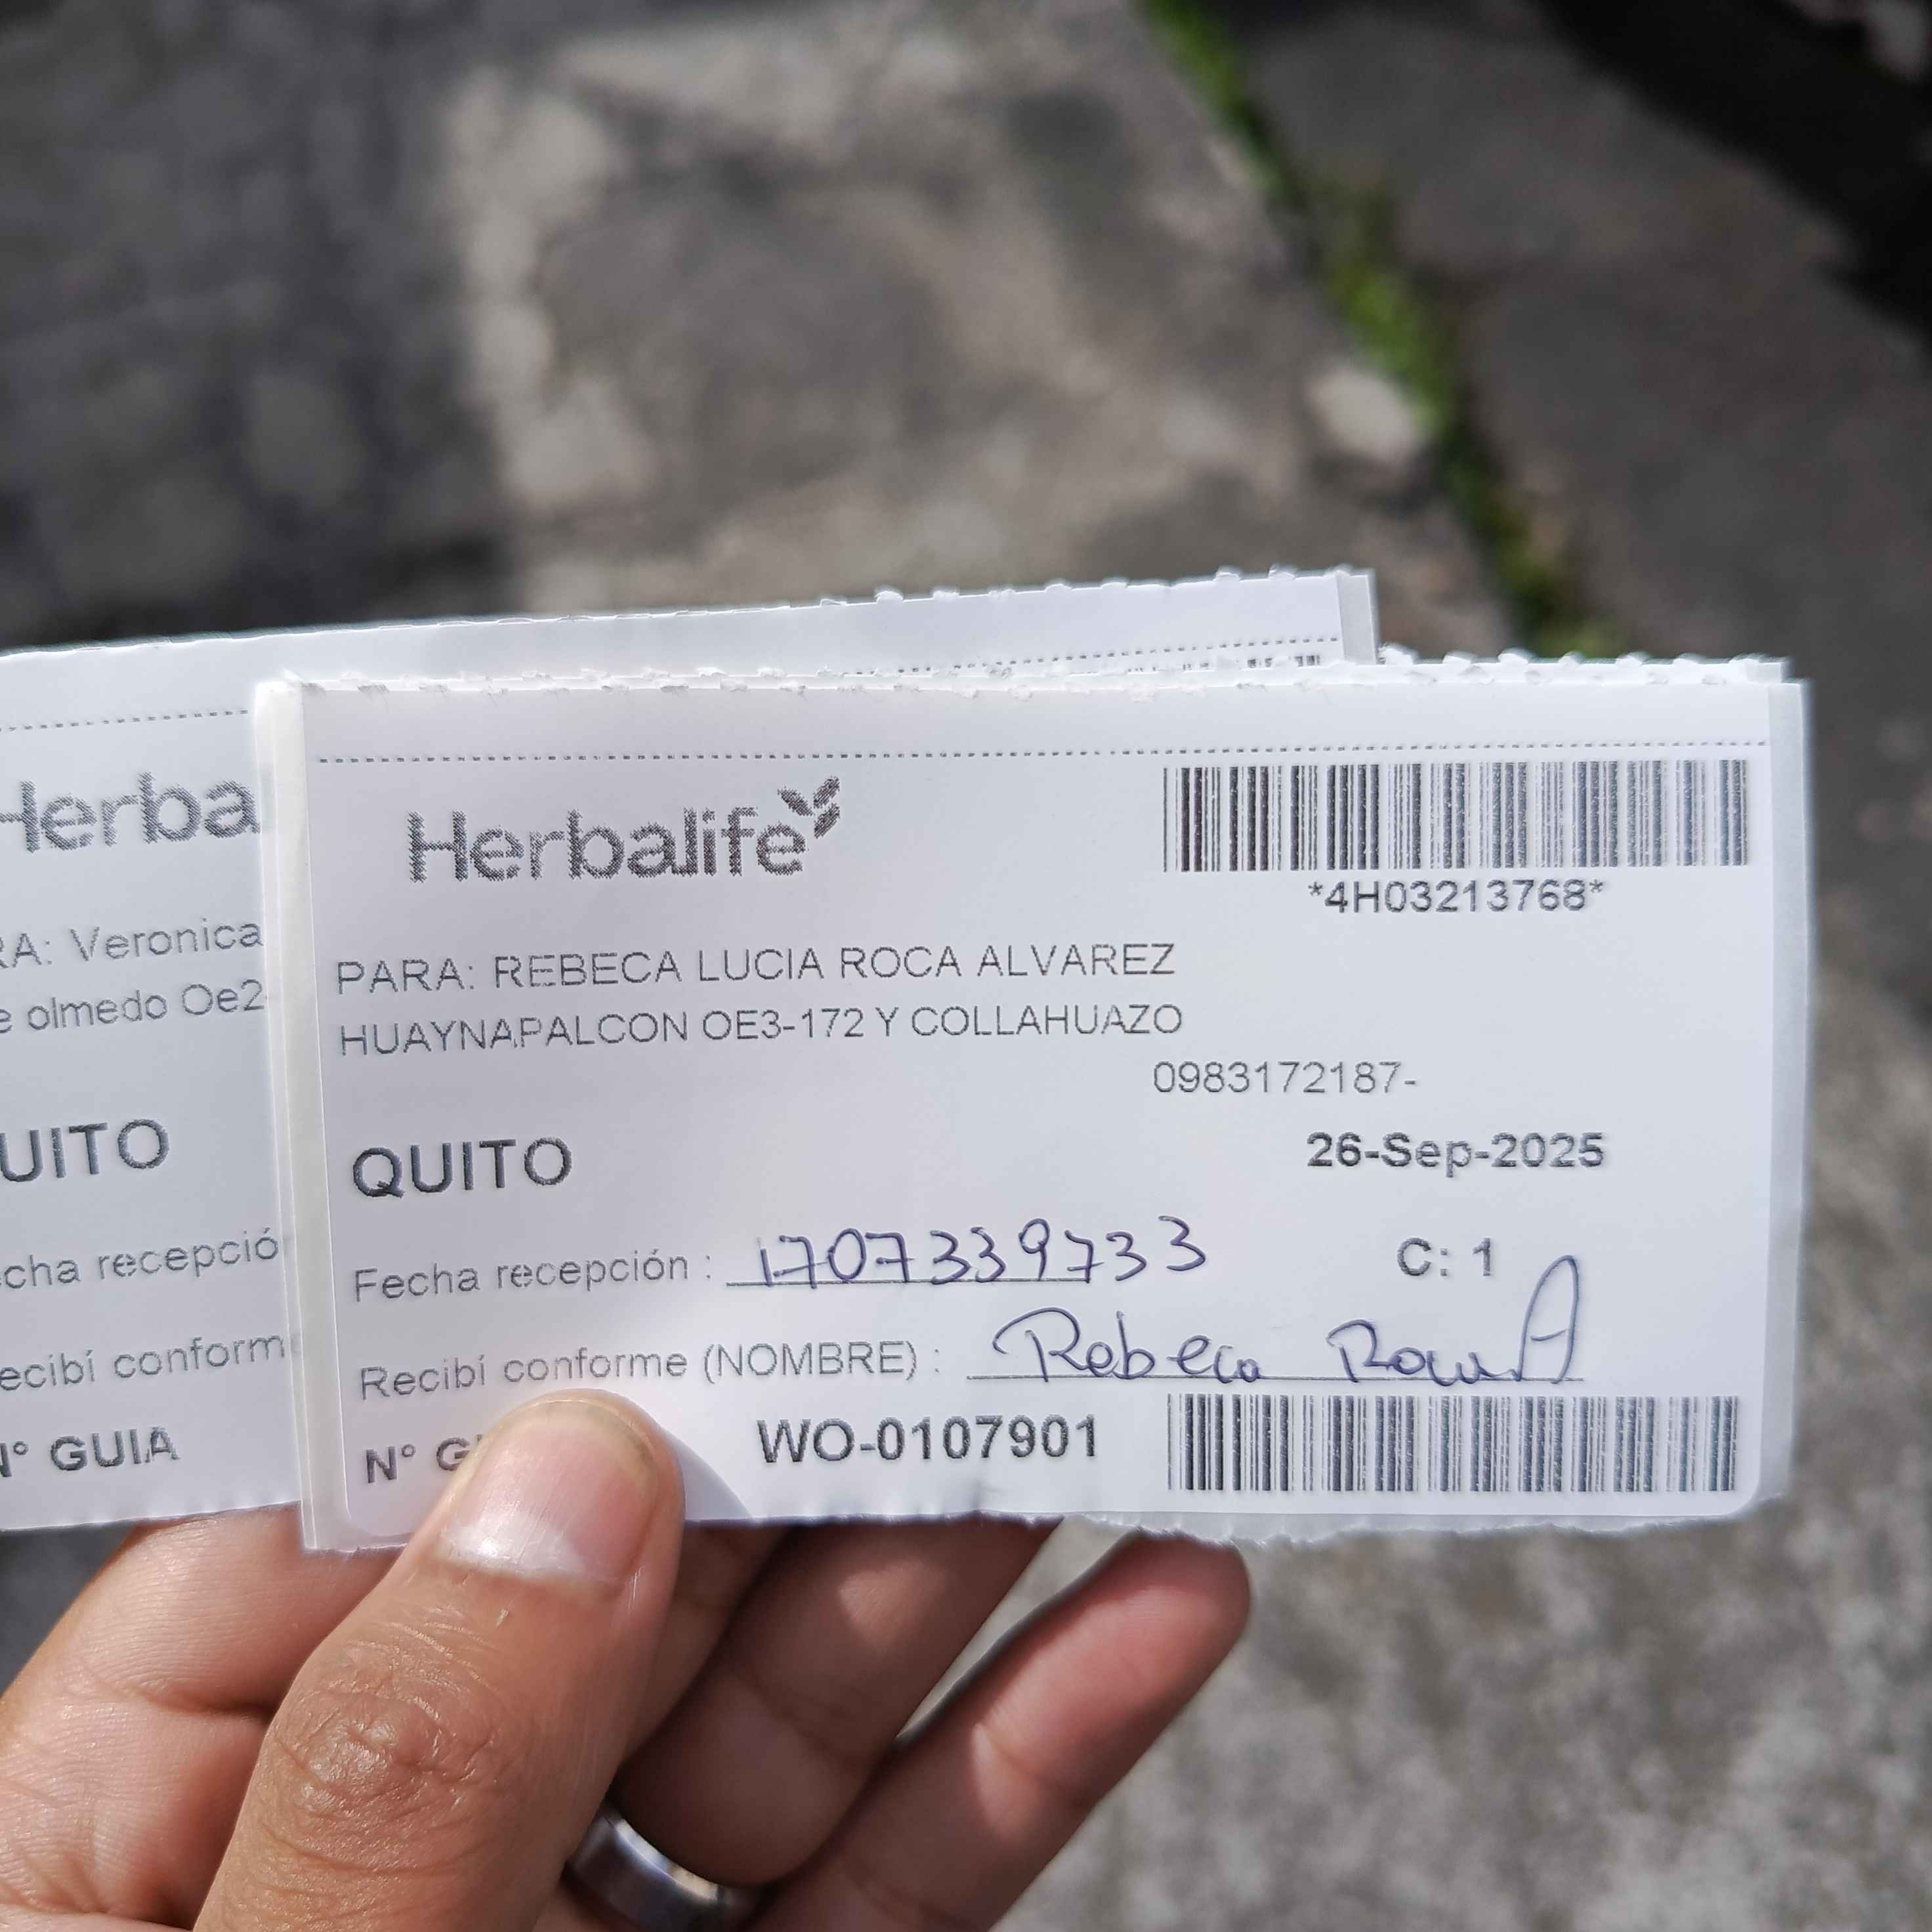 Herba
RA: Veronica
e olmedo Oe2
UITO
cha recepció
ecibí conform
N° GUIA
Herbalife
*4H03213768*
PARA: REBECA LUCIA ROCA ALVAREZ
HUAYNAPALCON OE3-172 Y COLLAHUAZO
0983172187-
QUITO
26-Sep-2025
Fecha recepción : 1707339733
C: 1
Recibí conforme (NOMBRE) : Rebeca Roca A
N° G
WO-0107901